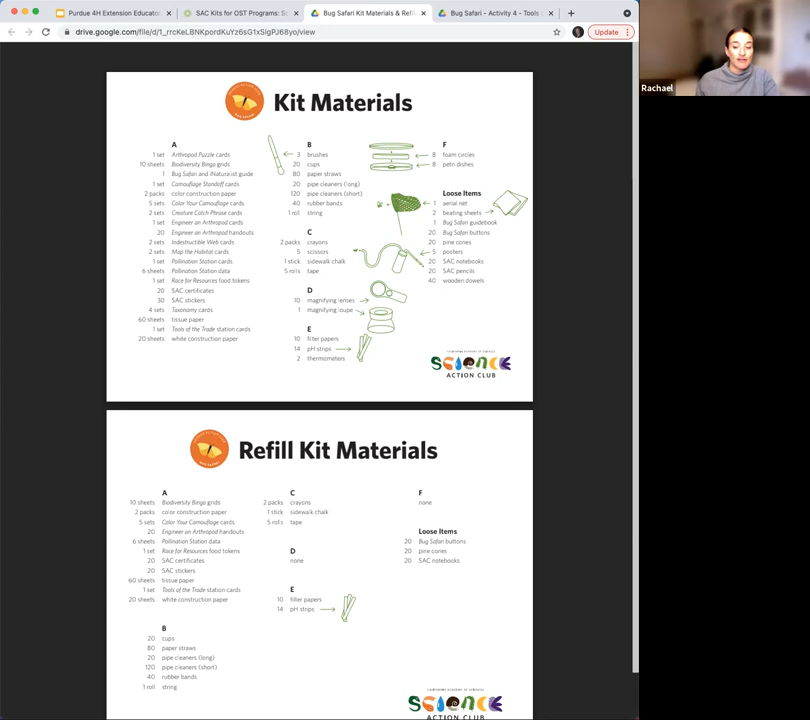 Purdue 4H Extension Educator
SAC Kits for OST Programs: Sc
Bug Safari Kit Materials & Refi
Bug Safari - Activity 4 - Tools o
drive.google.com/file/d/1_rrcKeLBNKpordKuYz6sG1xSigPJ68yo/view
Update
Rachael
Kit Materials
A
1 set Arthropod Puzzle cards
10 sheets Biodiversity Bingo grids
1 Bug Safari and iNaturalist guide
1 set Camouflage Standoff cards
2 packs color construction paper
5 sets Color Your Camouflage cards
2 sets Creature Catch Phrase cards
1 set Engineer an Arthropod cards
20 Engineer an Arthropod handouts
2 sets Indestructible Web cards
2 sets Map the Habitat cards
1 set Pollination Station cards
6 sheets Pollination Station data
1 set Race for Resources food tokens
20 SAC certificates
30 SAC stickers
4 sets Taxonomy cards
60 sheets tissue paper
1 set Tools of the Trade station cards
20 sheets white construction paper
B
3 brushes
20 cups
80 paper straws
20 pipe cleaners (long)
120 pipe cleaners (short)
40 rubber bands
1 roll string
C
2 packs crayons
5 scissors
1 stick sidewalk chalk
5 rolls tape
D
10 magnifying lenses
1 magnifying loupe
E
10 filter papers
14 pH strips
2 thermometers
F
8 foam circles
8 petri dishes
Loose Items
1 aerial net
2 beating sheets
1 Bug Safari guidebook
20 Bug Safari buttons
20 pine cones
5 pooters
20 SAC notebooks
20 SAC pencils
40 wooden dowels
CALIFORNIA ACADEMY OF SCIENCES
SCIENCE
ACTION CLUB
Refill Kit Materials
A
10 sheets Biodiversity Bingo grids
2 packs color construction paper
5 sets Color Your Camouflage cards
20 Engineer an Arthropod handouts
6 sheets Pollination Station data
1 set Race for Resources food tokens
20 SAC certificates
20 SAC stickers
60 sheets tissue paper
1 set Tools of the Trade station cards
20 sheets white construction paper
B
20 cups
80 paper straws
20 pipe cleaners (long)
120 pipe cleaners (short)
40 rubber bands
1 roll string
C
2 packs crayons
1 stick sidewalk chalk
5 rolls tape
D
none
E
10 filter papers
14 pH strips
F
none
Loose Items
20 Bug Safari buttons
20 pine cones
20 SAC notebooks
CALIFORNIA ACADEMY OF SCIENCES
SCIENCE
ACTION CLUB